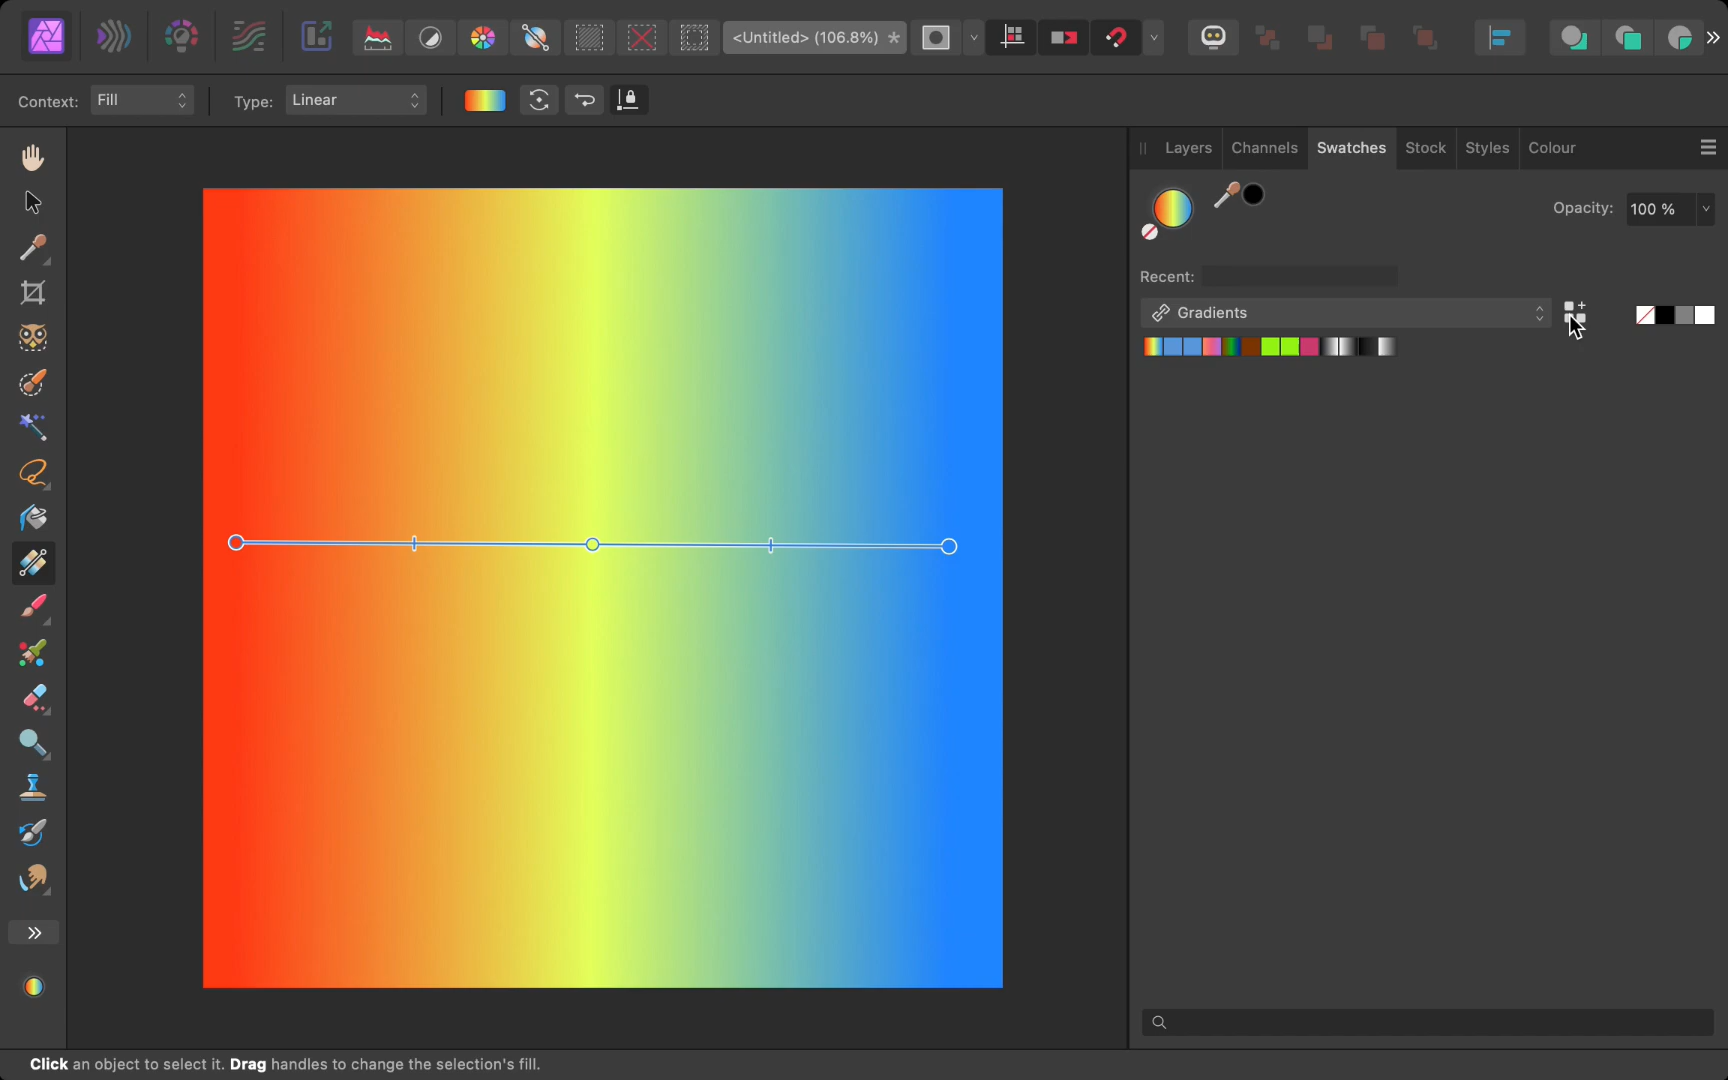 <Untitled> (106.8%) *
Context: Fill Type: Linear
Layers Channels Swatches Stock Styles Colour
Opacity: 100 %
Recent:
Gradients
Click an object to select it. Drag handles to change the selection's fill.